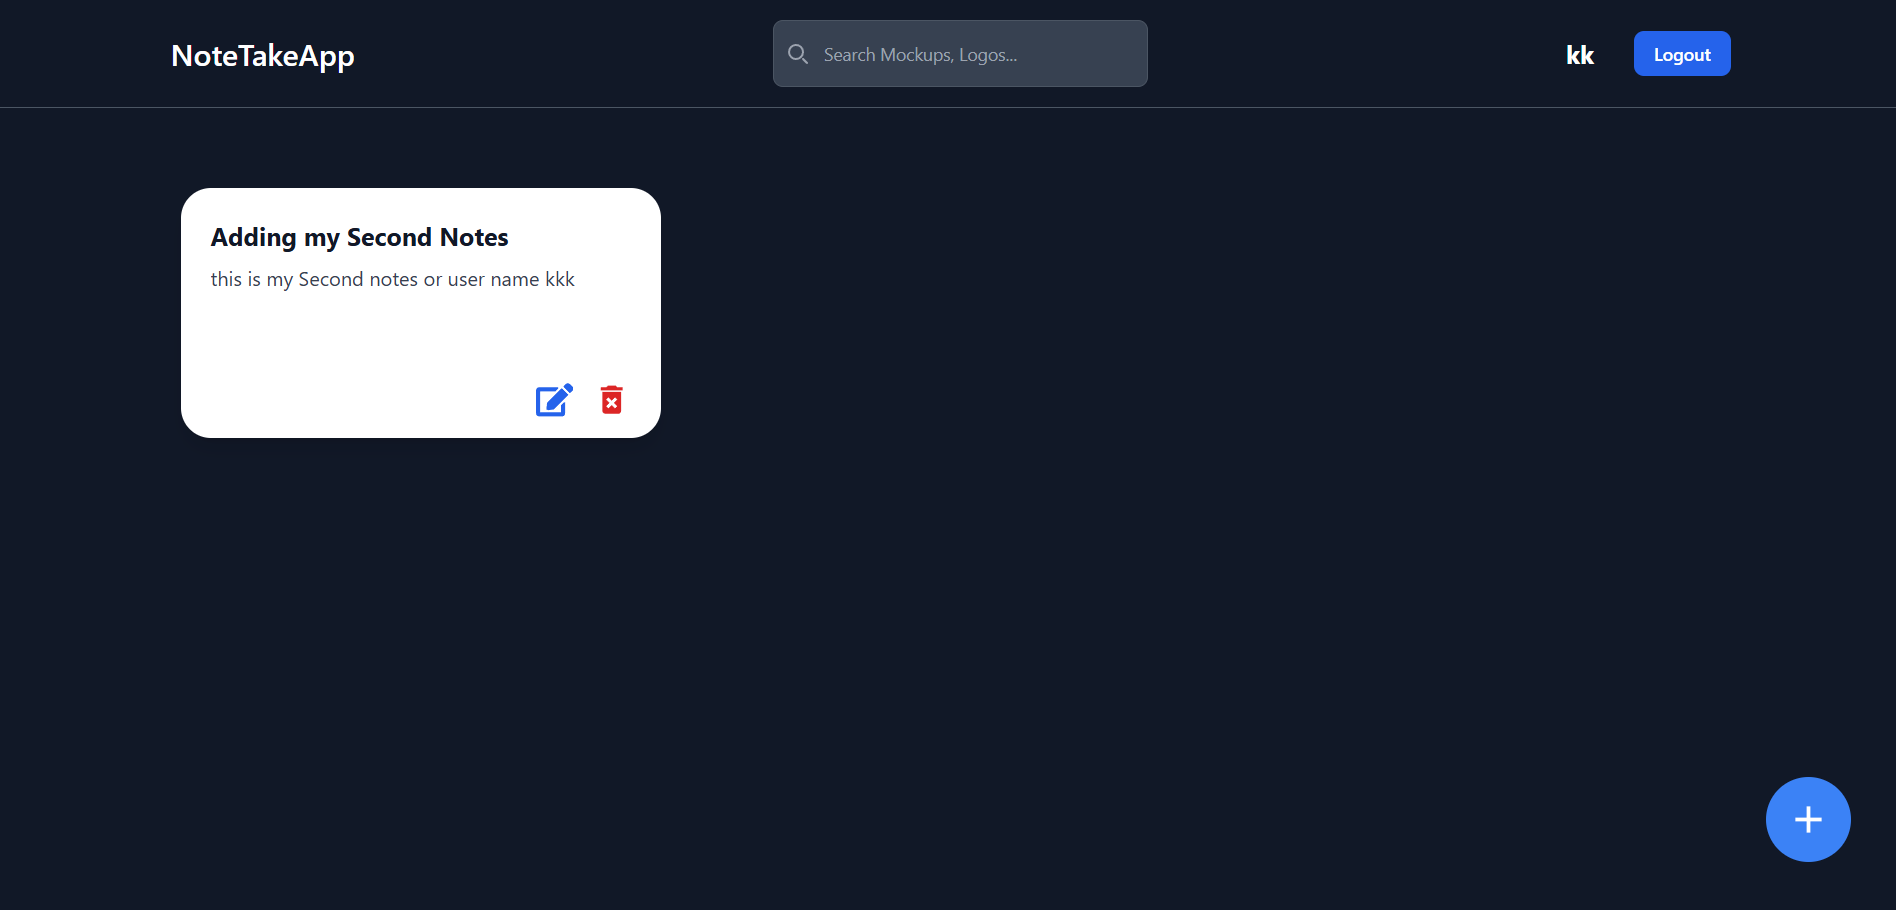 NoteTakeApp
Search Mockups, Logos...
kk
Logout
Adding my Second Notes
this is my Second notes or user name kkk